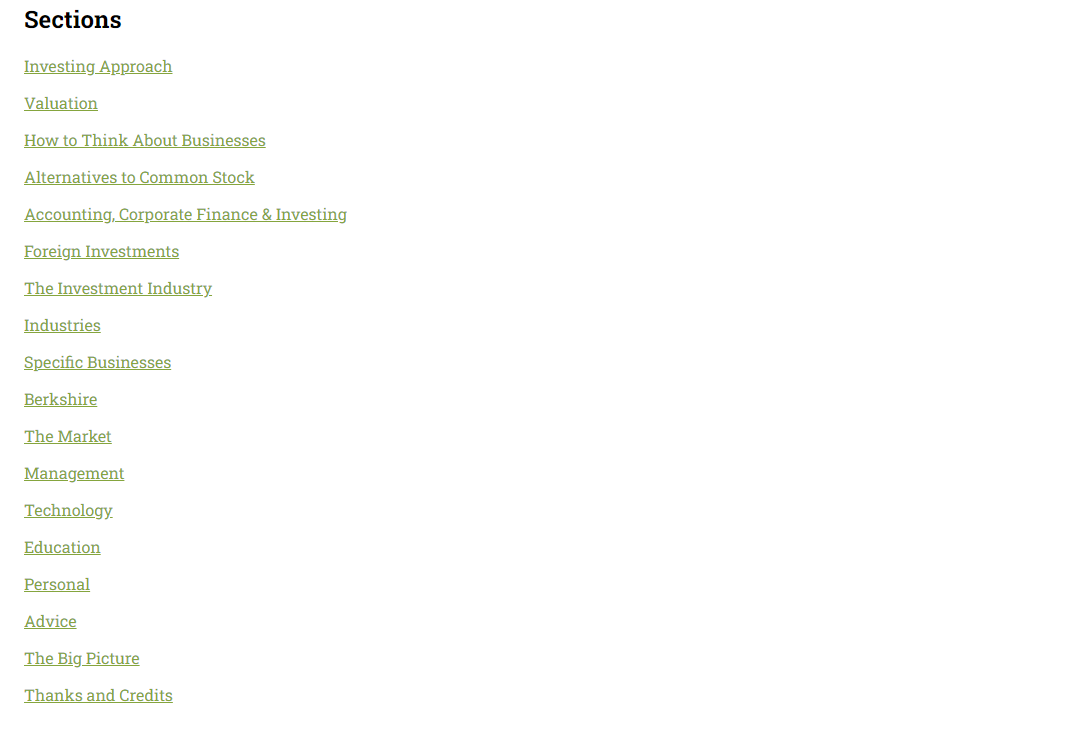 Sections
Investing Approach
Valuation
How to Think About Businesses
Alternatives to Common Stock
Accounting, Corporate Finance & Investing
Foreign Investments
The Investment Industry
Industries
Specific Businesses
Berkshire
The Market
Management
Technology
Education
Personal
Advice
The Big Picture
Thanks and Credits